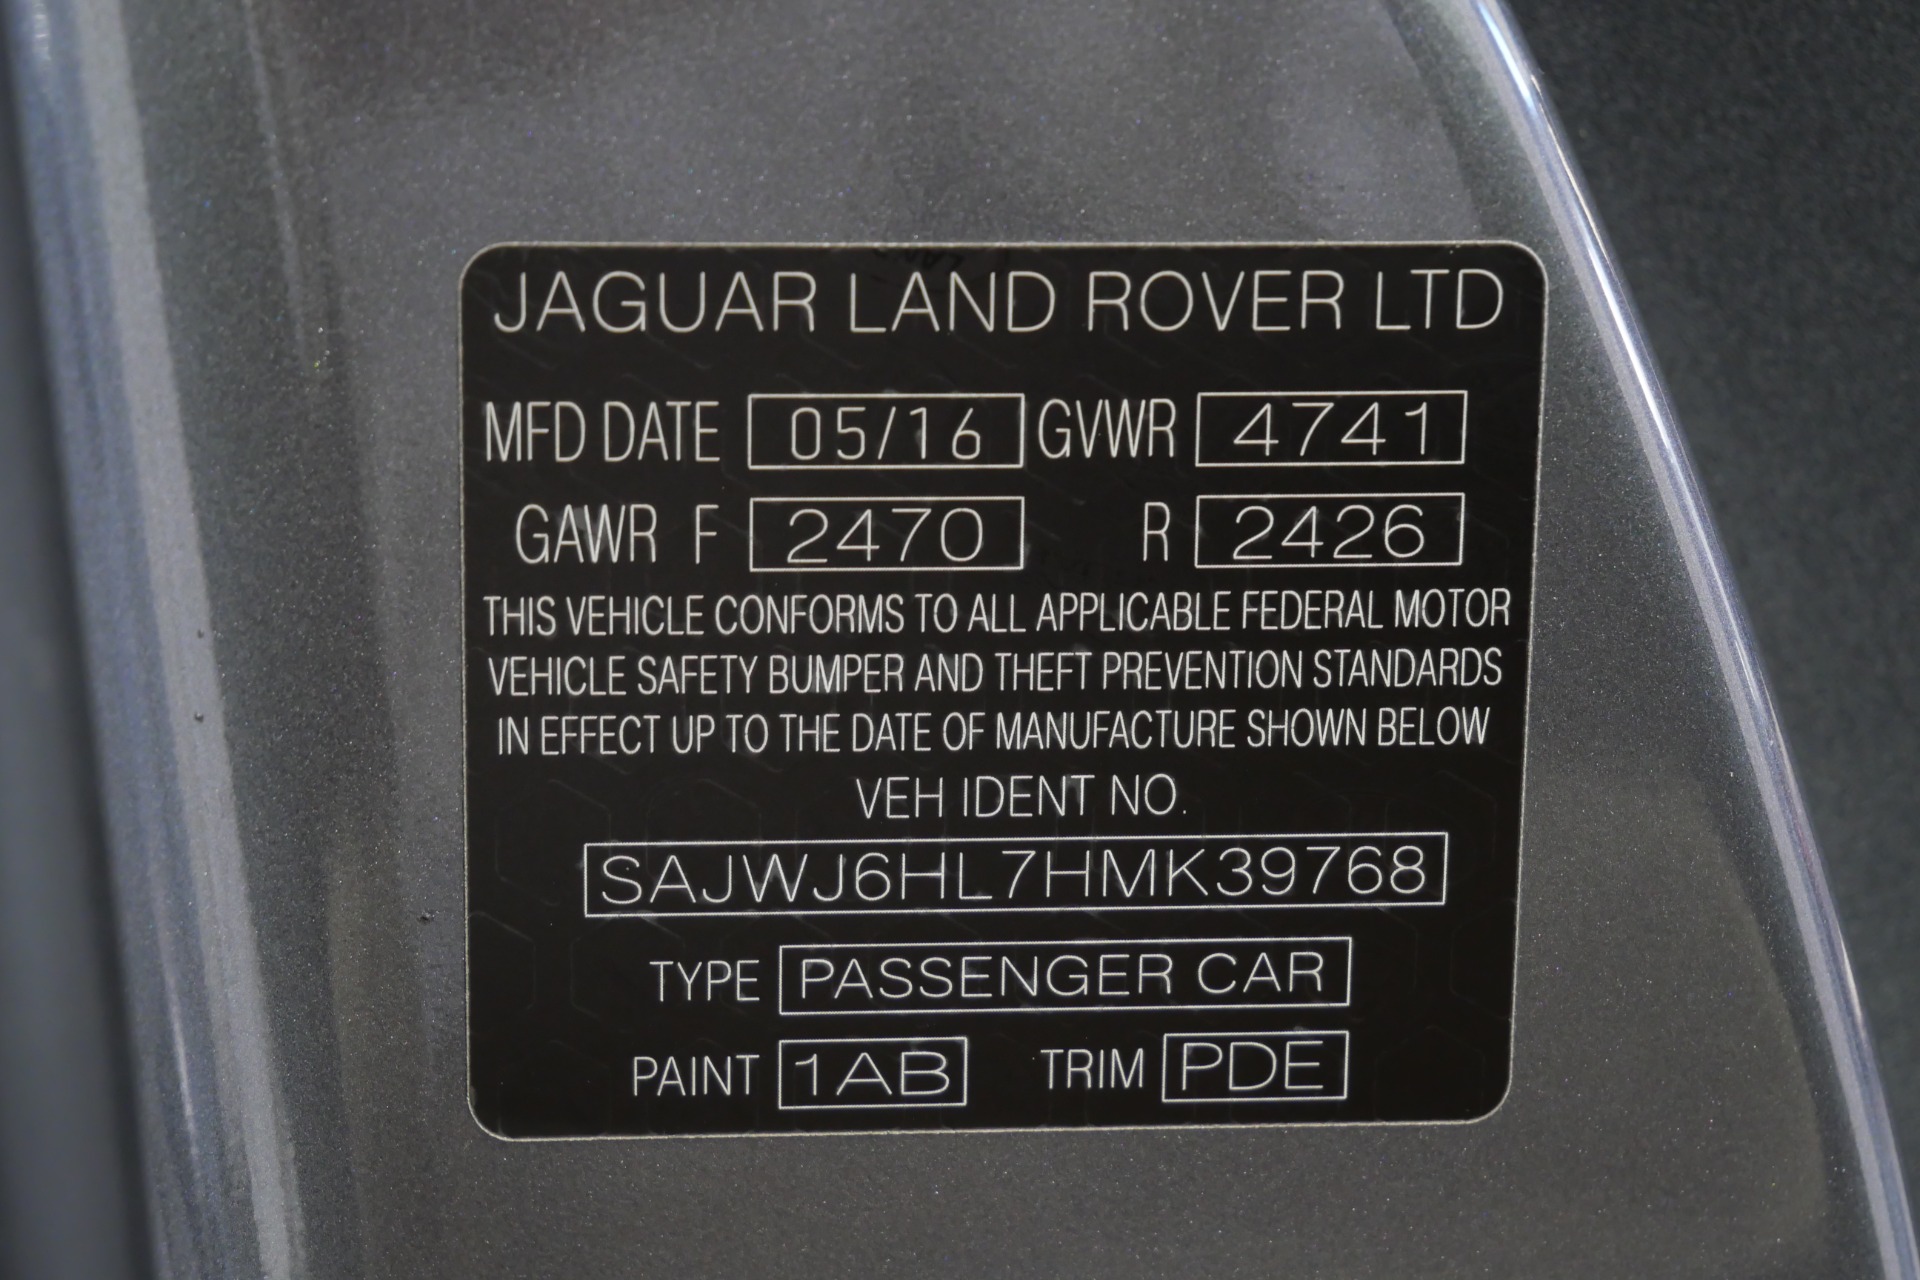 JAGUAR LAND ROVER LTD
MFD DATE 05/16 GVWR 4741
GAWR F 2470 R 2426
THIS VEHICLE CONFORMS TO ALL APPLICABLE FEDERAL MOTOR
VEHICLE SAFETY BUMPER AND THEFT PREVENTION STANDARDS
IN EFFECT UP TO THE DATE OF MANUFACTURE SHOWN BELOW
VEH IDENT NO.
SAJWJ6HL7HMK39768
TYPE PASSENGER CAR
PAINT 1AB TRIM PDE